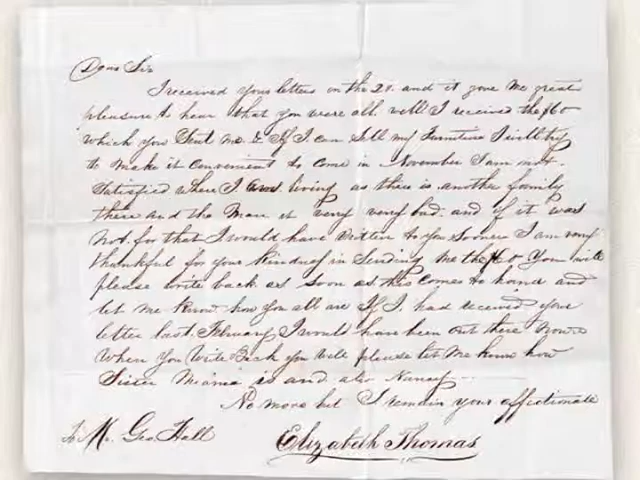 Dear Sir
I received your letters on the 21. and it gave me great
pleasure to hear that you were all well I received the $60
which you Sent me & If I can Sell my Furniture I will try
to make it convenient to come in November I am not
Satisfied where I am living as there is another family
there and the Man is very very bad. and if it was
not for that I would have written to you Sooner I am very
thankful for your kindness in Sending me the $60 You will
please write back as soon as this comes to hand and
let me know how you all are If I had received your
letter last February I would have been out there now
When you Write Back you will please let me know how
Sister is and also Nancy
No more but I remain your affectionate
Elizabeth Thomas
To Mr. Geo Hall